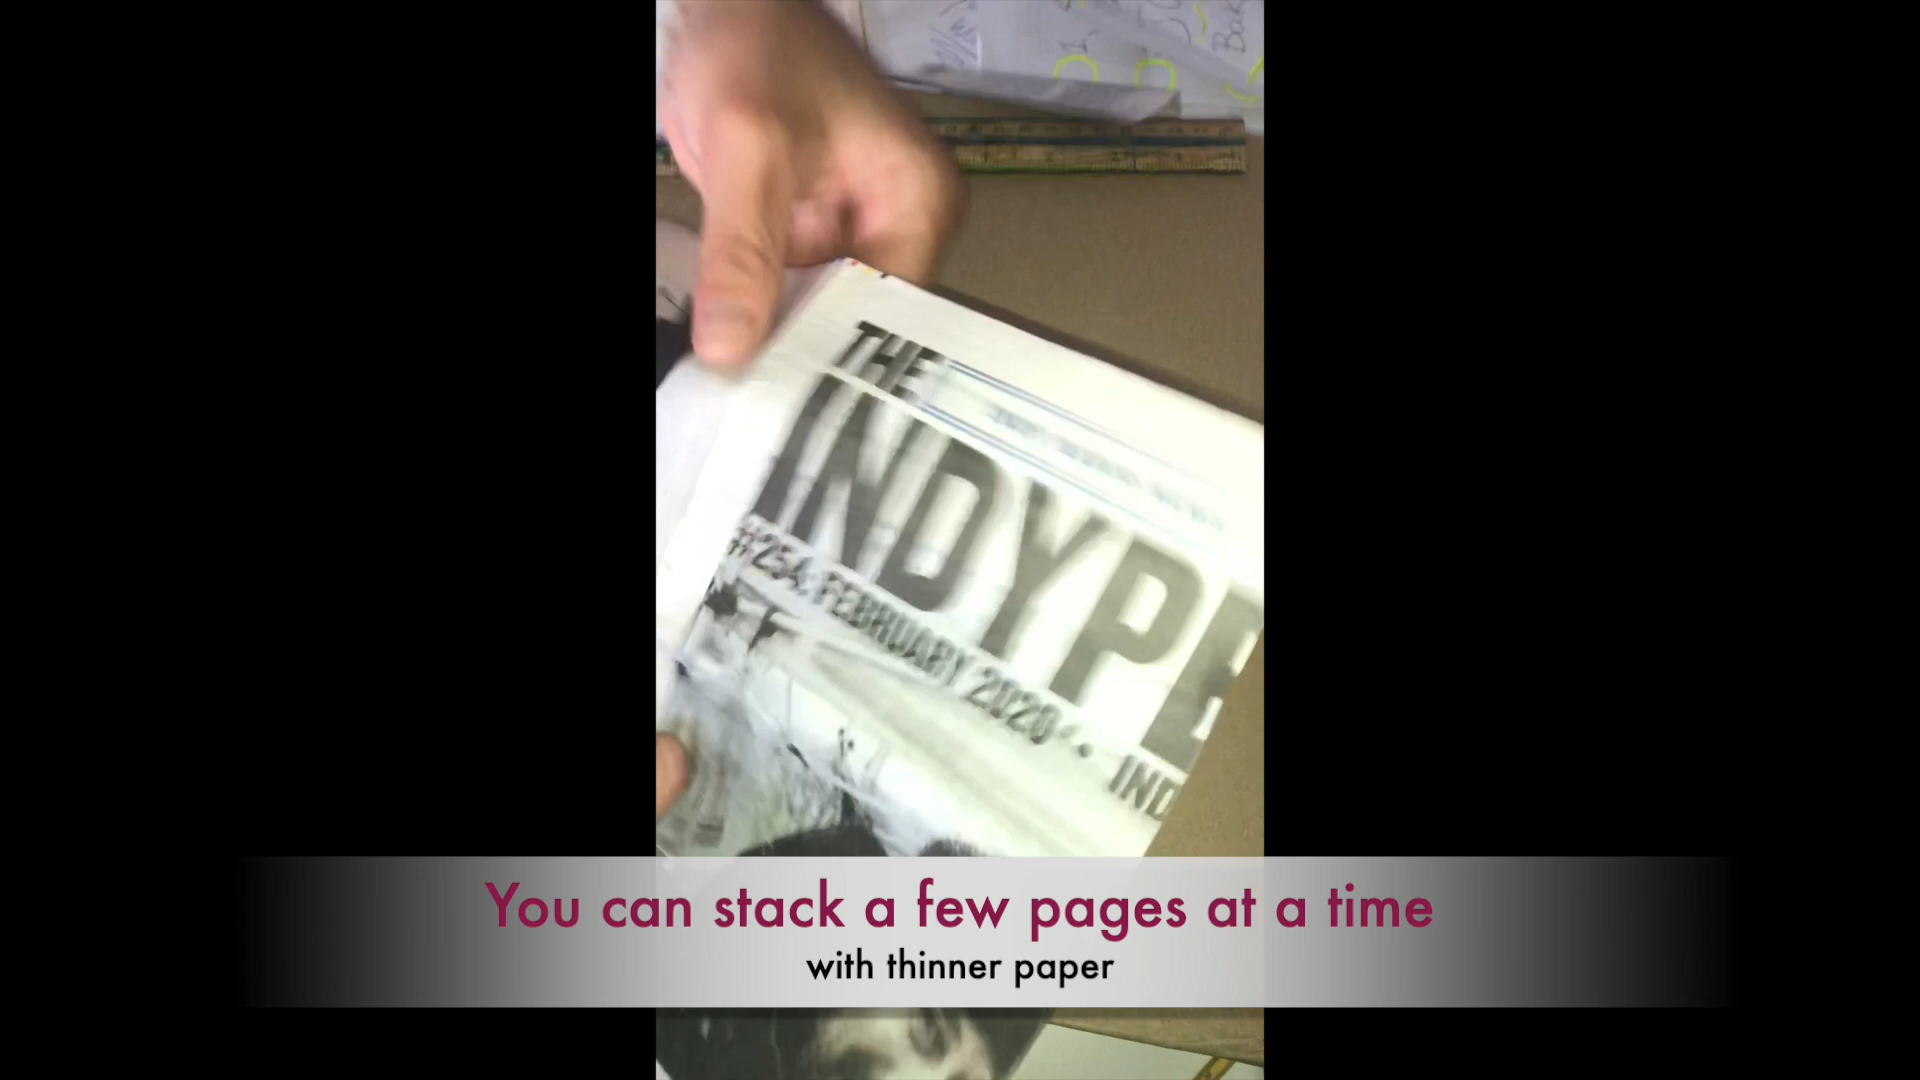 THE
INDYPE
#254: FEBRUARY 2020 •
IND
You can stack a few pages at a time
with thinner paper